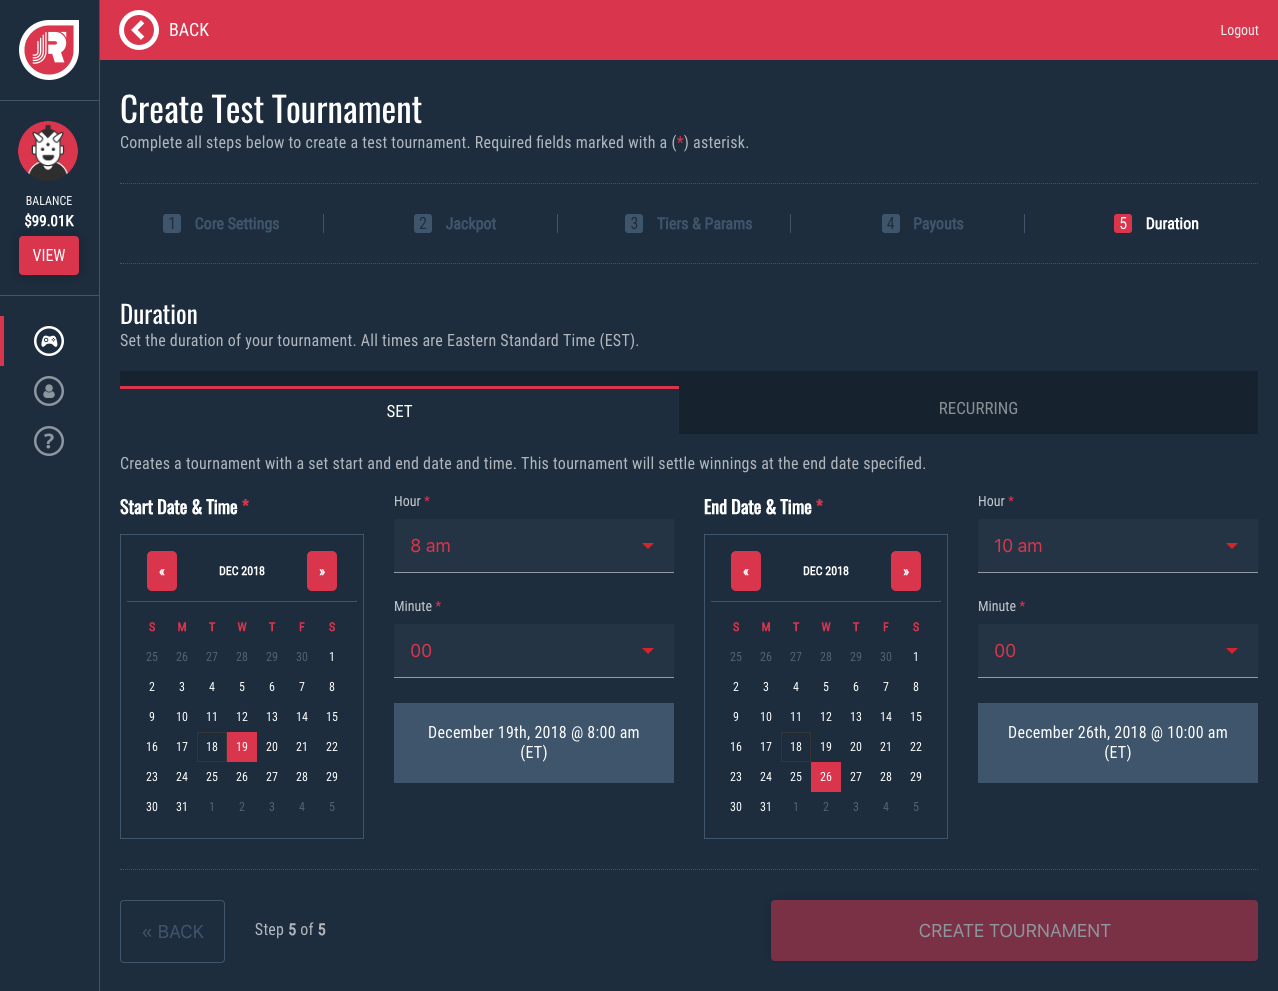 BACK
Logout
R
BALANCE
$99.01K
VIEW
Create Test Tournament
Complete all steps below to create a test tournament. Required fields marked with a (*) asterisk.
1 Core Settings
2 Jackpot
3 Tiers & Params
4 Payouts
5 Duration
Duration
Set the duration of your tournament. All times are Eastern Standard Time (EST).
SET
RECURRING
Creates a tournament with a set start and end date and time. This tournament will settle winnings at the end date specified.
Start Date & Time *
« DEC 2018 »
S M T W T F S
25 26 27 28 29 30 1
2 3 4 5 6 7 8
9 10 11 12 13 14 15
16 17 18 19 20 21 22
23 24 25 26 27 28 29
30 31 1 2 3 4 5
Hour *
8 am
Minute *
00
December 19th, 2018 @ 8:00 am
(ET)
End Date & Time *
« DEC 2018 »
S M T W T F S
25 26 27 28 29 30 1
2 3 4 5 6 7 8
9 10 11 12 13 14 15
16 17 18 19 20 21 22
23 24 25 26 27 28 29
30 31 1 2 3 4 5
Hour *
10 am
Minute *
00
December 26th, 2018 @ 10:00 am
(ET)
« BACK
Step 5 of 5
CREATE TOURNAMENT